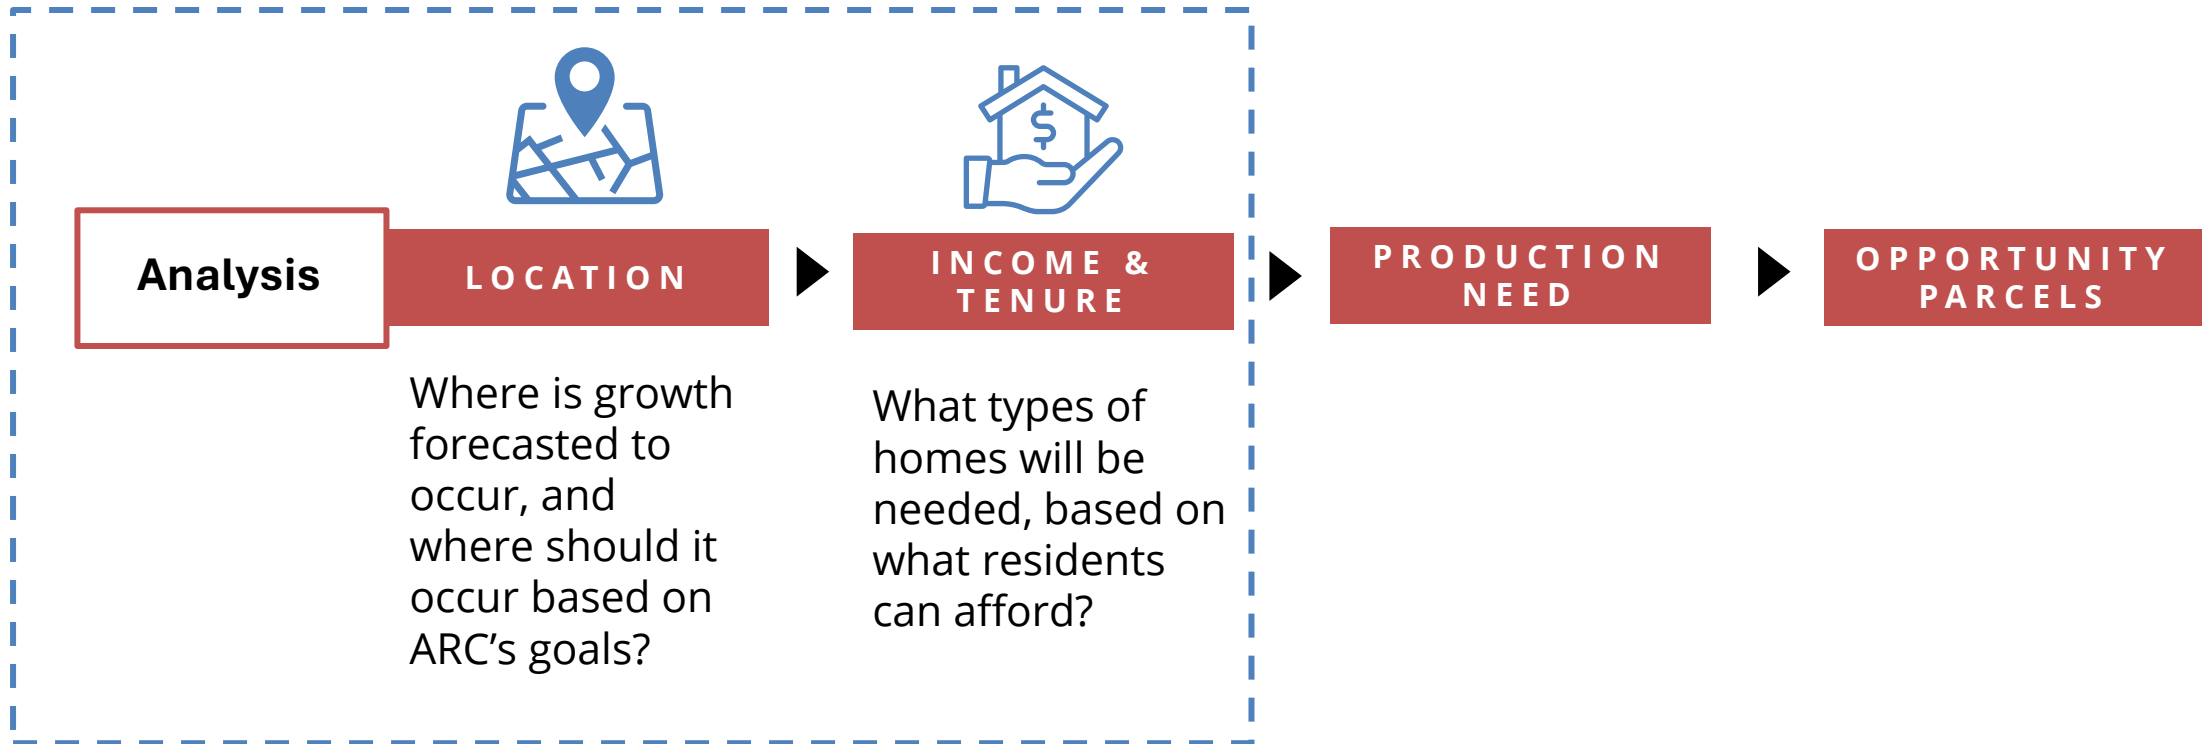 Analysis
LOCATION
Where is growth
forecasted to
occur, and
where should it
occur based on
ARC’s goals?
INCOME &
TENURE
$
What types of
homes will be
needed, based on
what residents
can afford?
PRODUCTION
NEED
OPPORTUNITY
PARCELS